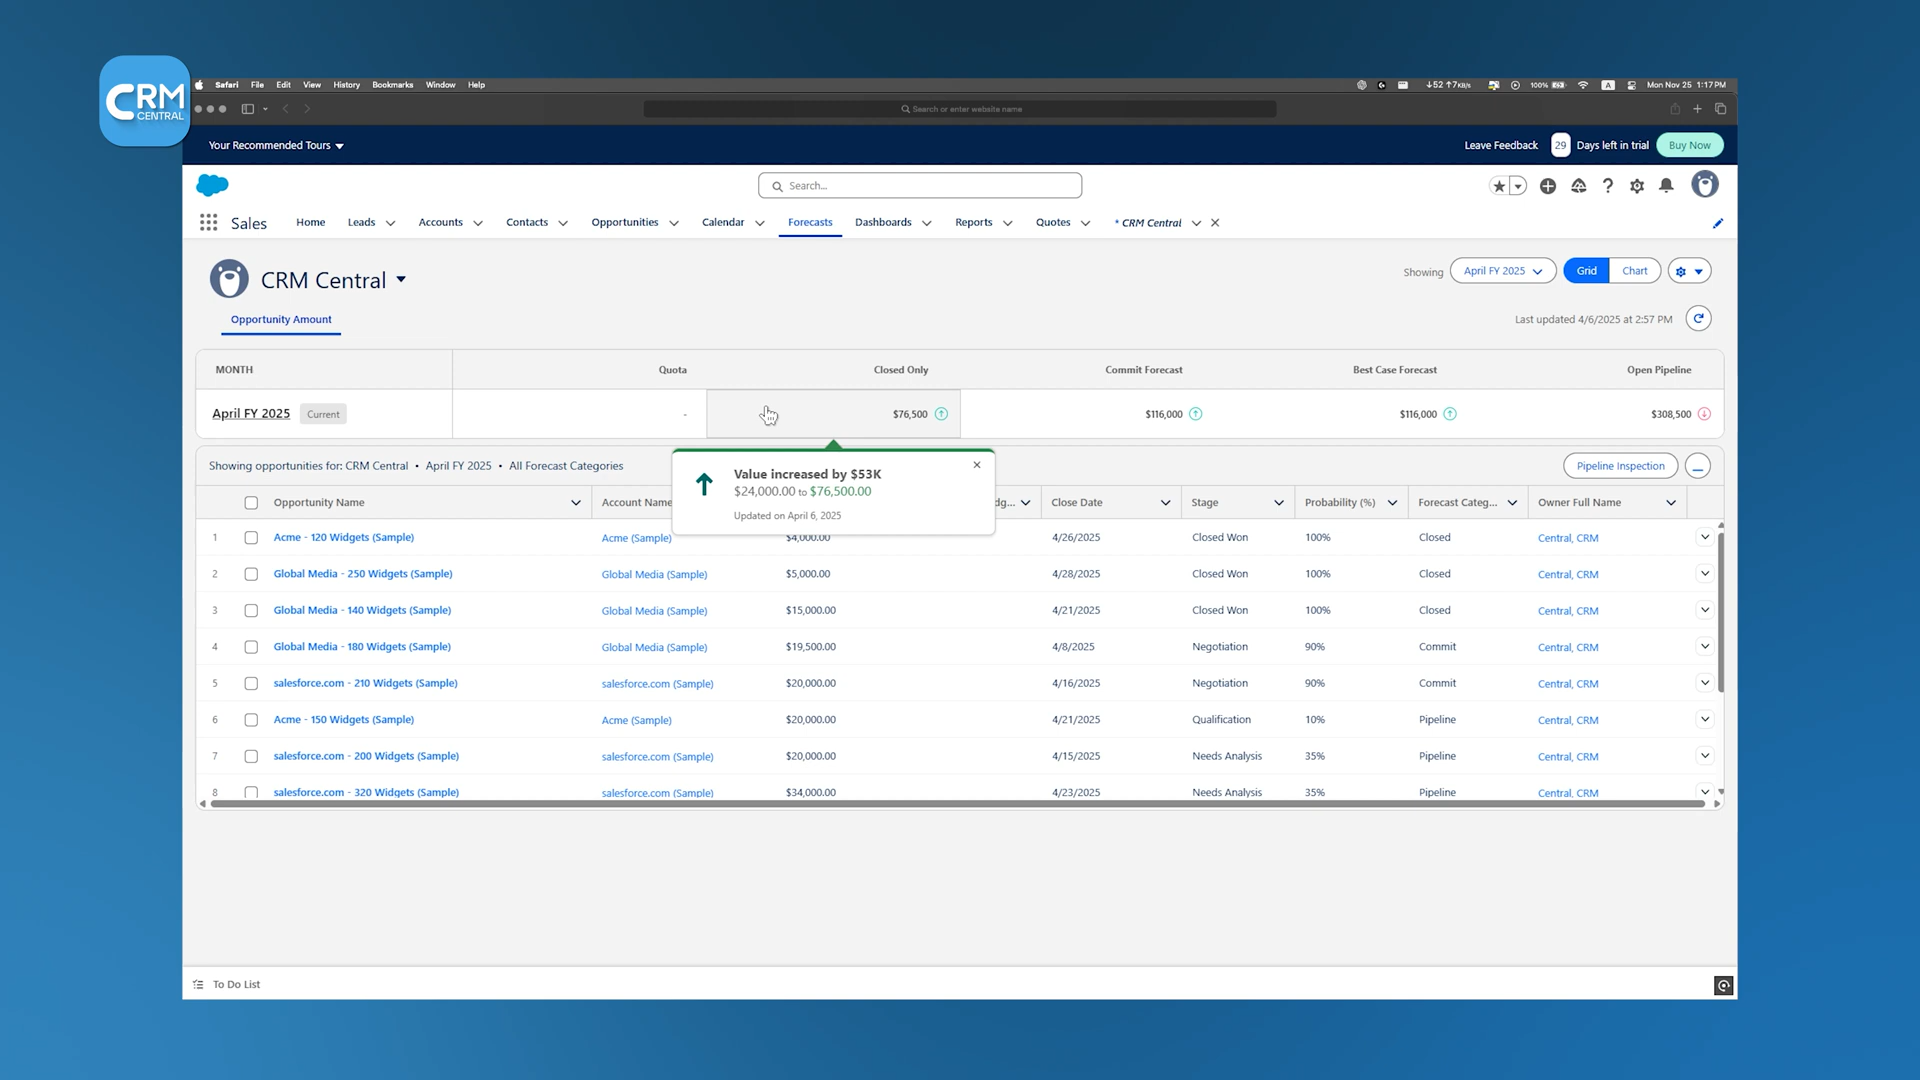 CRM
CENTRAL
Safari File Edit View History Bookmarks Window Help
↓52 ↑7KB/s 100% A Mon Nov 25 1:17 PM
Search or enter website name
Your Recommended Tours
Leave Feedback 29 Days left in trial Buy Now
Search...
Sales Home Leads Accounts Contacts Opportunities Calendar Forecasts Dashboards Reports Quotes * CRM Central
CRM Central
Showing April FY 2025 Grid Chart
Opportunity Amount
Last updated 4/6/2025 at 2:57 PM
MONTH Quota Closed Only Commit Forecast Best Case Forecast Open Pipeline
April FY 2025 Current - $76,500 $116,000 $116,000 $308,500
Showing opportunities for: CRM Central • April FY 2025 • All Forecast Categories
Pipeline Inspection
Value increased by $53K
$24,000.00 to $76,500.00
Updated on April 6, 2025
Opportunity Name Account Name Close Date Stage Probability (%) Forecast Categ... Owner Full Name
1 Acme - 120 Widgets (Sample) Acme (Sample) $4,000.00 4/26/2025 Closed Won 100% Closed Central, CRM
2 Global Media - 250 Widgets (Sample) Global Media (Sample) $5,000.00 4/28/2025 Closed Won 100% Closed Central, CRM
3 Global Media - 140 Widgets (Sample) Global Media (Sample) $15,000.00 4/21/2025 Closed Won 100% Closed Central, CRM
4 Global Media - 180 Widgets (Sample) Global Media (Sample) $19,500.00 4/8/2025 Negotiation 90% Commit Central, CRM
5 salesforce.com - 210 Widgets (Sample) salesforce.com (Sample) $20,000.00 4/16/2025 Negotiation 90% Commit Central, CRM
6 Acme - 150 Widgets (Sample) Acme (Sample) $20,000.00 4/21/2025 Qualification 10% Pipeline Central, CRM
7 salesforce.com - 200 Widgets (Sample) salesforce.com (Sample) $20,000.00 4/15/2025 Needs Analysis 35% Pipeline Central, CRM
8 salesforce.com - 320 Widgets (Sample) salesforce.com (Sample) $34,000.00 4/23/2025 Needs Analysis 35% Pipeline Central, CRM
To Do List